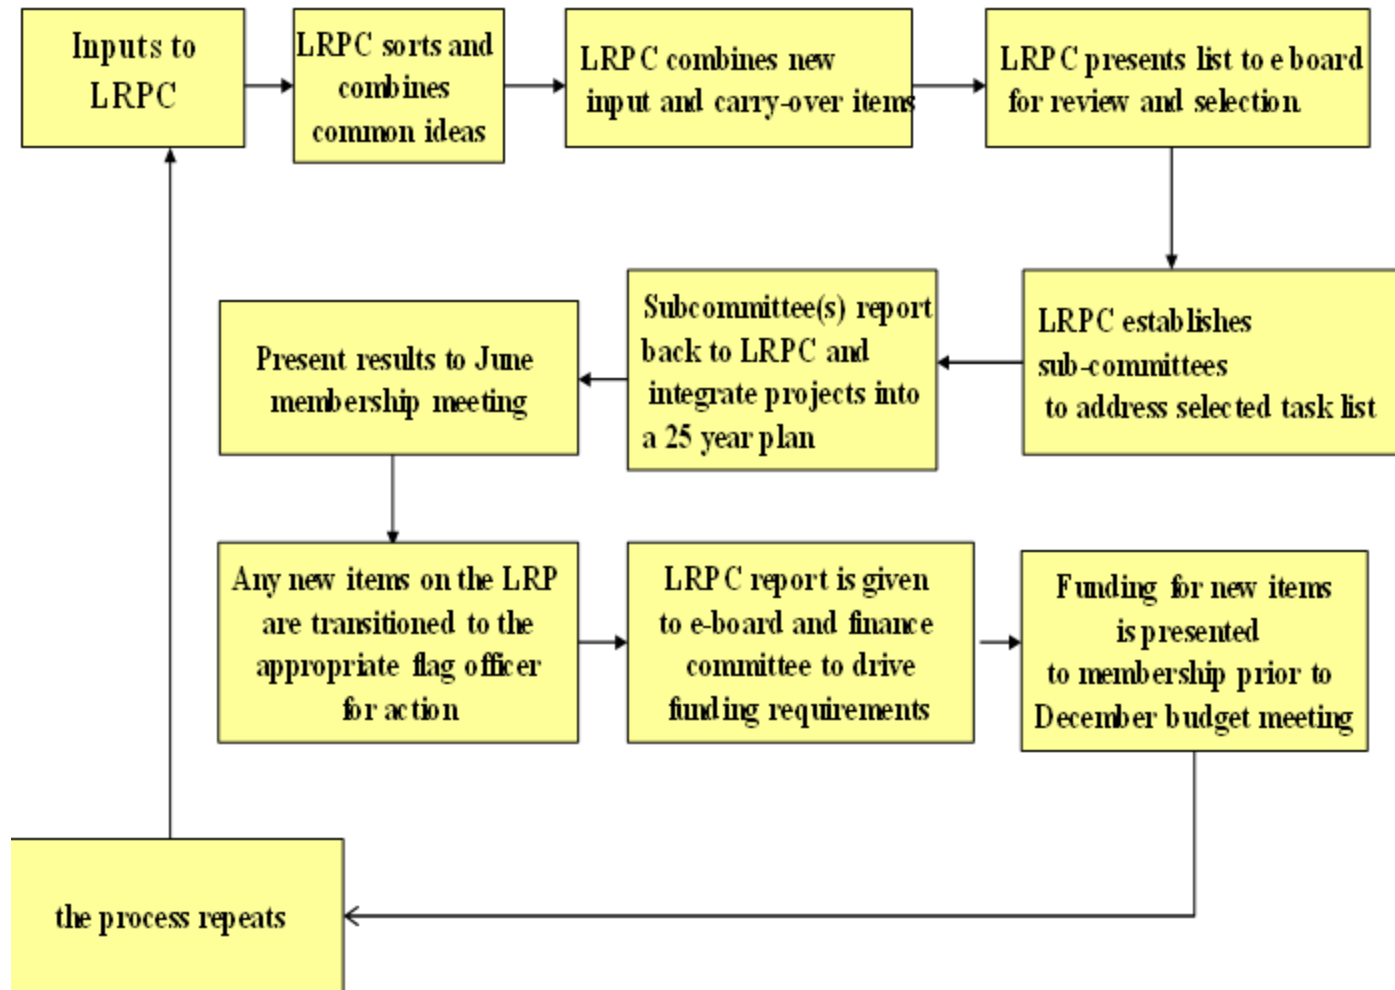 Inputs to
LRPC
LRPC sorts and
combines
common ideas
LRPC combines new
input and carry-over items
LRPC presents list to e board
for review and selection
LRPC establishes
sub-committees
to address selected task list
Subcommittee(s) report
back to LRPC and
integrate projects into
a 25 year plan
Present results to June
membership meeting
Any new items on the LRP
are transitioned to the
appropriate flag officer
for action
LRPC report is given
to e-board and finance
committee to drive
funding requirements
Funding for new items
is presented
to membership prior to
December budget meeting
the process repeats